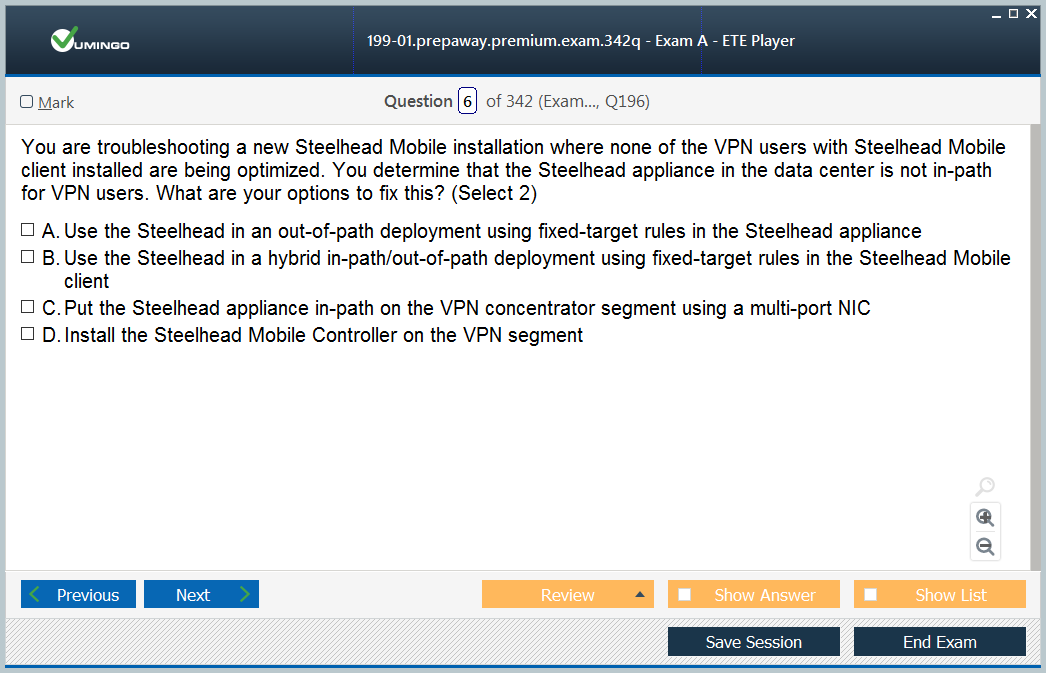 VUMINGO
199-01.prepaway.premium.exam.342q - Exam A - ETE Player
Mark
Question 6 of 342 (Exam..., Q196)
You are troubleshooting a new Steelhead Mobile installation where none of the VPN users with Steelhead Mobile
client installed are being optimized. You determine that the Steelhead appliance in the data center is not in-path
for VPN users. What are your options to fix this? (Select 2)
A. Use the Steelhead in an out-of-path deployment using fixed-target rules in the Steelhead appliance
B. Use the Steelhead in a hybrid in-path/out-of-path deployment using fixed-target rules in the Steelhead Mobile
client
C. Put the Steelhead appliance in-path on the VPN concentrator segment using a multi-port NIC
D. Install the Steelhead Mobile Controller on the VPN segment
Previous
Next
Review
Show Answer
Show List
Save Session
End Exam